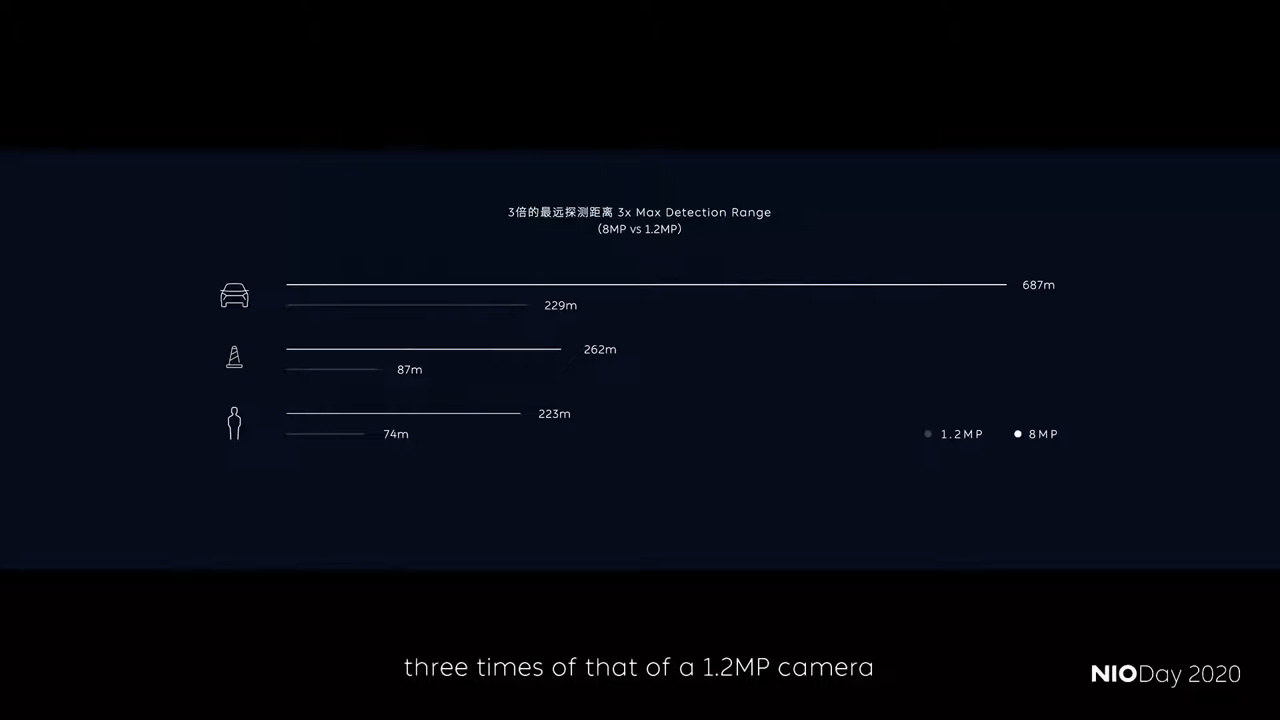 3倍的最远探测距离 3x Max Detection Range
(8MP vs 1.2MP)
687m
229m
262m
87m
223m
74m
1.2MP 8MP
three times of that of a 1.2MP camera
NIODay 2020